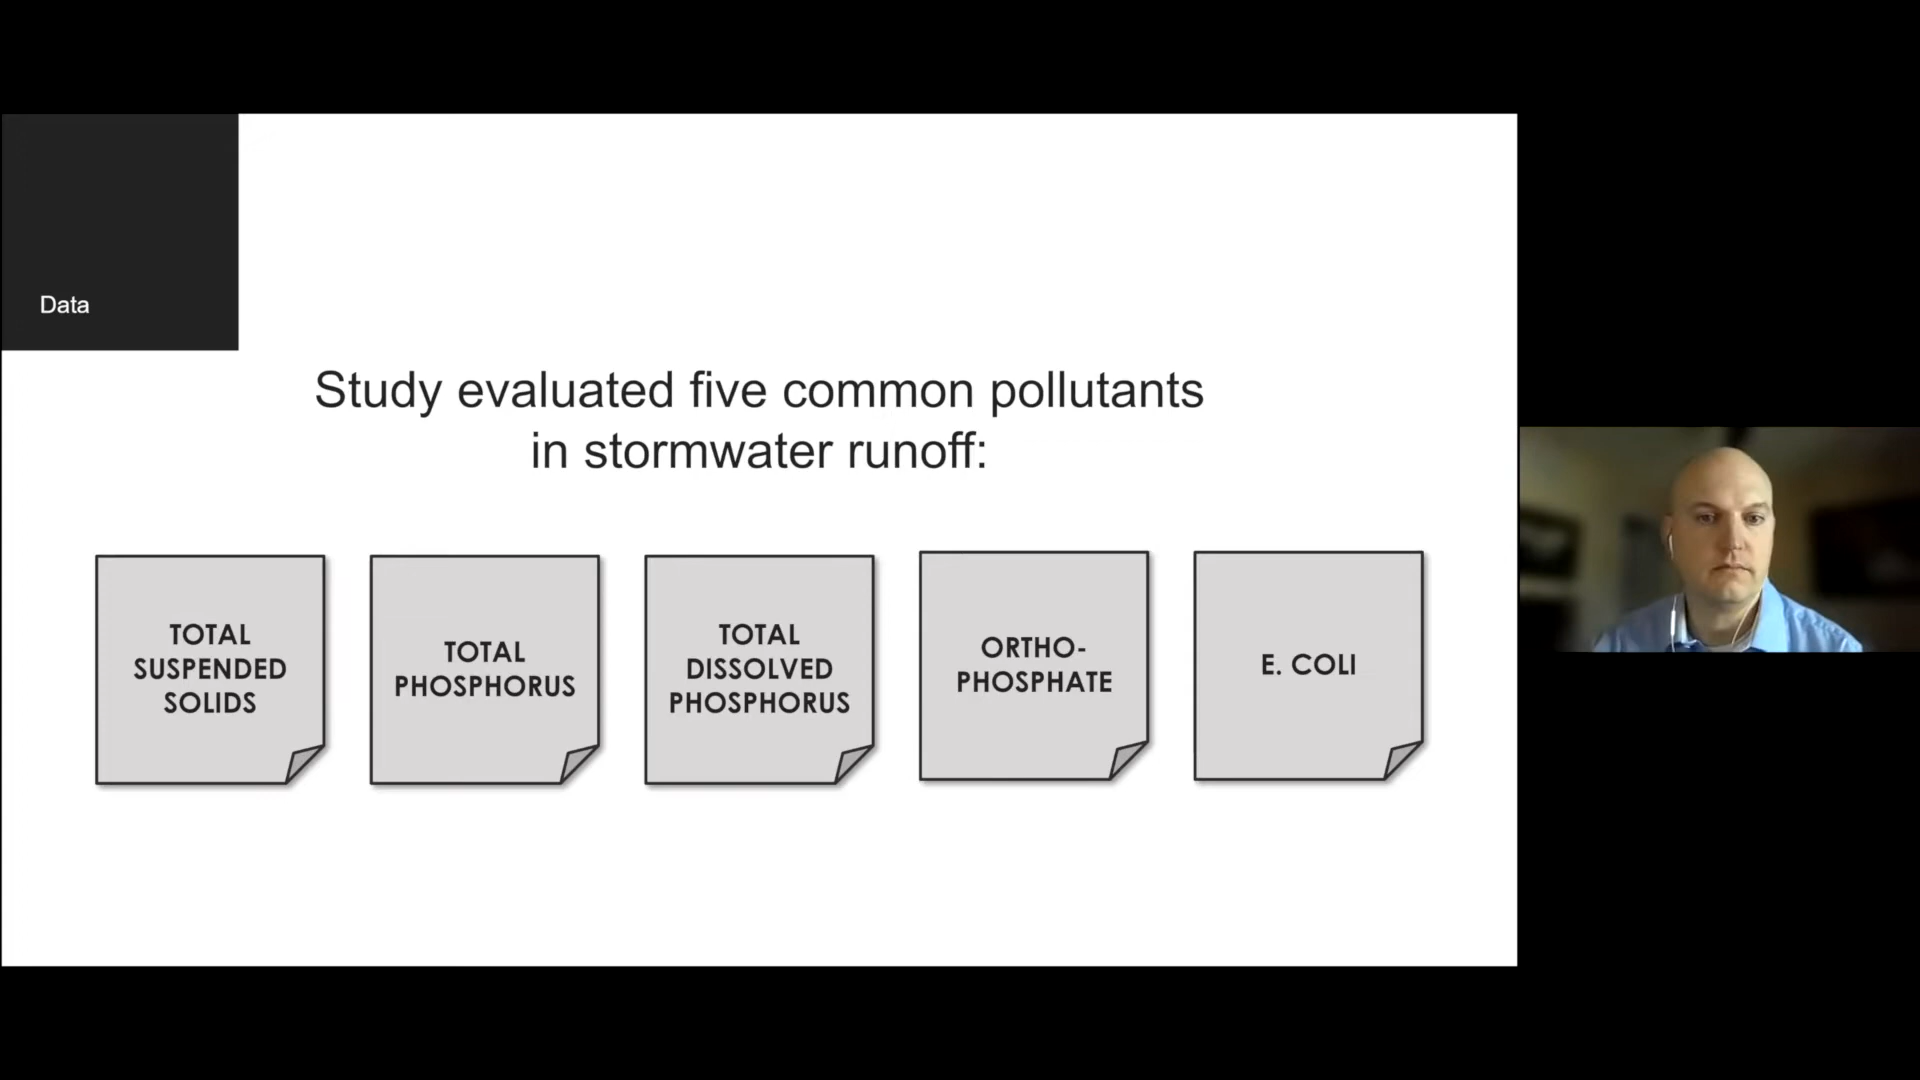 Data
Study evaluated five common pollutants
in stormwater runoff:
TOTAL
SUSPENDED
SOLIDS
TOTAL
PHOSPHORUS
TOTAL
DISSOLVED
PHOSPHORUS
ORTHO-
PHOSPHATE
E. COLI